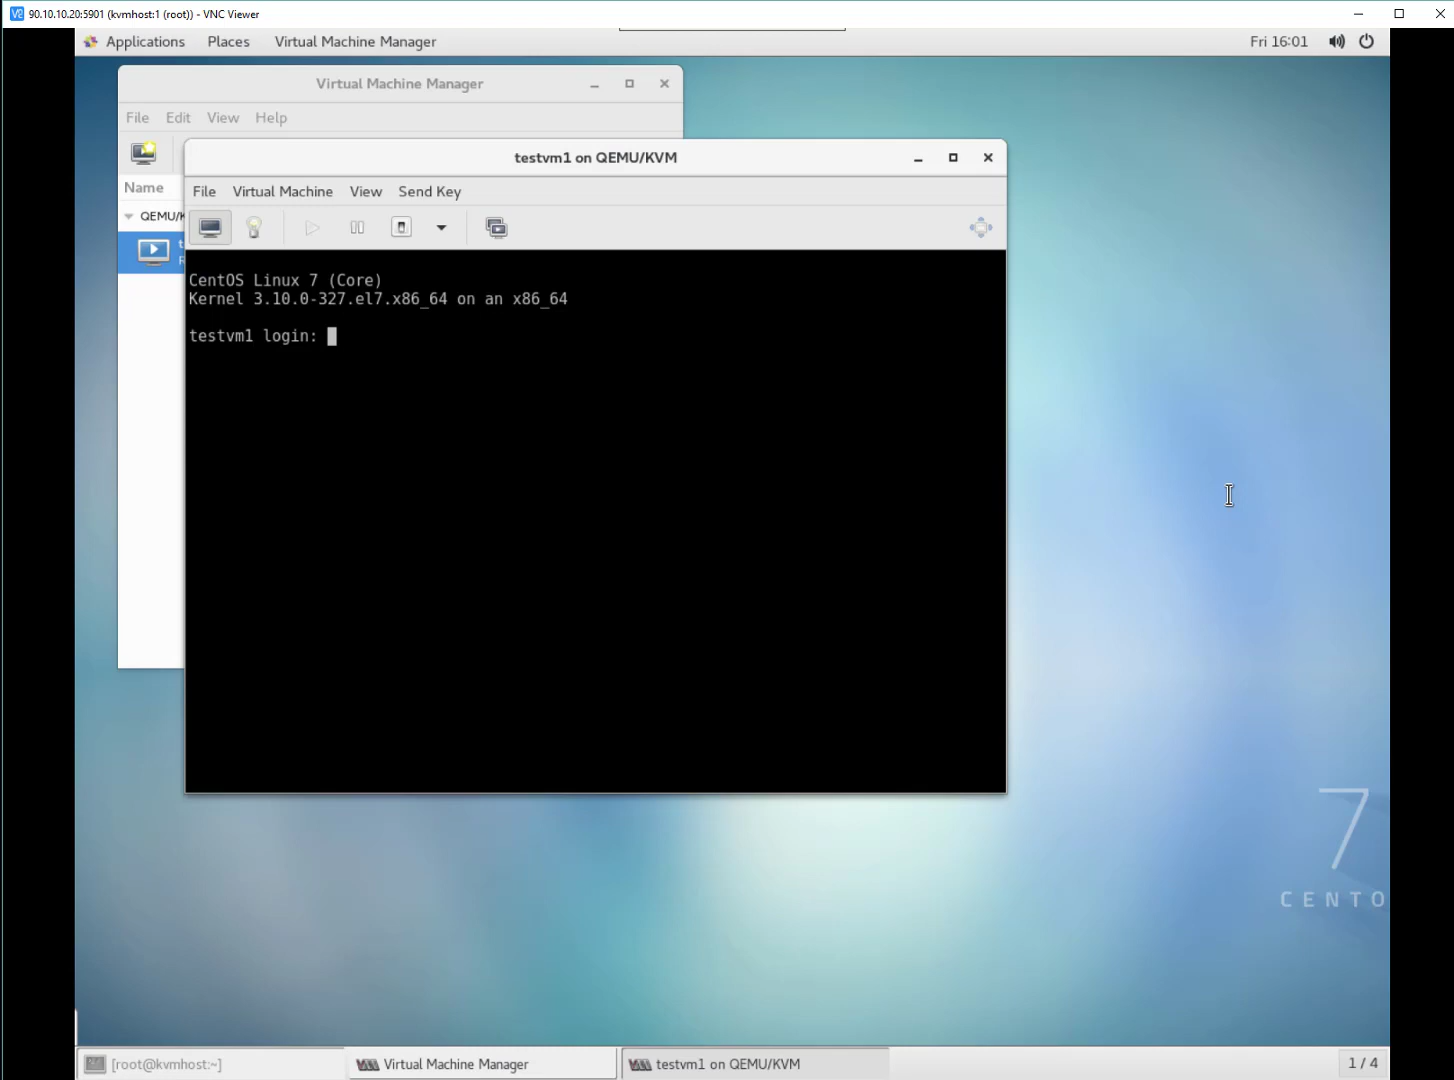 90.10.10.20:5901 (kvmhost:1 (root)) - VNC Viewer
Applications Places Virtual Machine Manager Fri 16:01
Virtual Machine Manager
File Edit View Help
testvm1 on QEMU/KVM
Name
File Virtual Machine View Send Key
QEMU/K
CentOS Linux 7 (Core)
Kernel 3.10.0-327.el7.x86_64 on an x86_64
testvm1 login:
7
CENTO
[root@kvmhost:~] Virtual Machine Manager testvm1 on QEMU/KVM 1 / 4